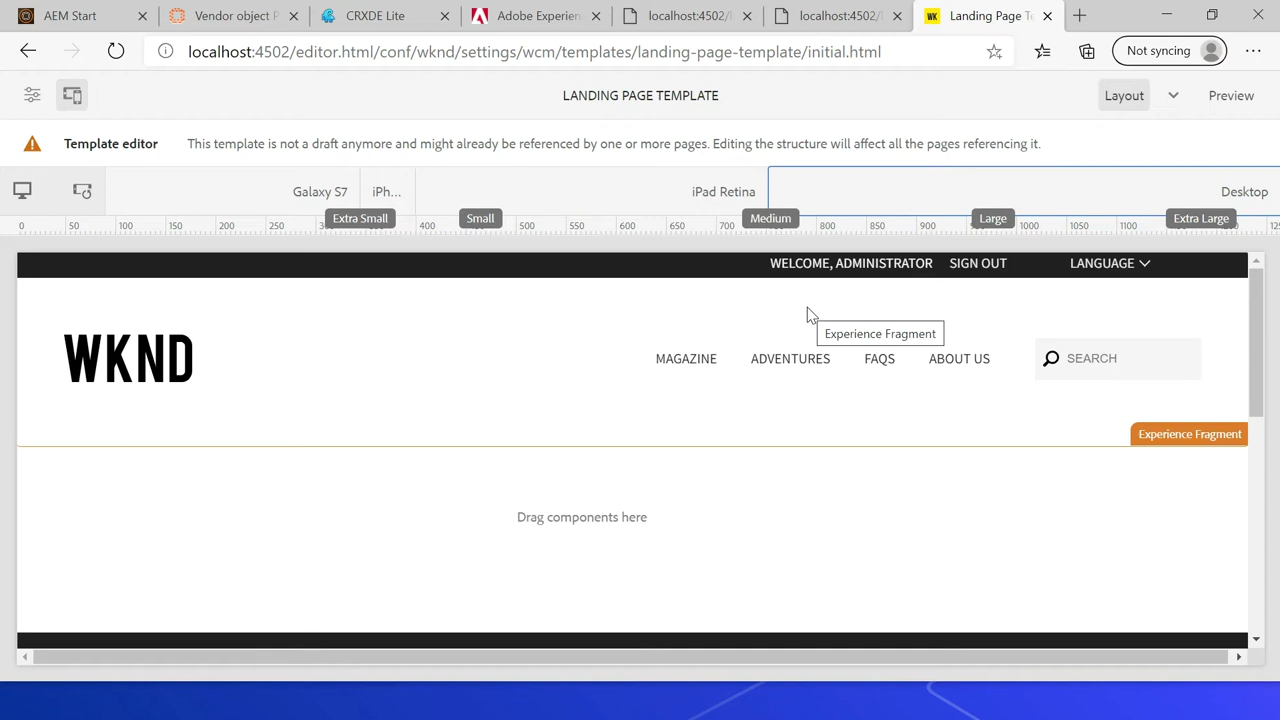 AEM Start
Vendor object P
CRXDE Lite
Adobe Experien
localhost:4502/l
localhost:4502/
WK
Landing Page T
localhost:4502/editor.html/conf/wknd/settings/wcm/templates/landing-page-template/initial.html
Not syncing
LANDING PAGE TEMPLATE
Layout
Preview
Template editor
This template is not a draft anymore and might already be referenced by one or more pages. Editing the structure will affect all the pages referencing it.
Galaxy S7
iPh...
iPad Retina
Desktop
Extra Small
Small
Medium
Large
Extra Large
0 50 100 150 200 250 300 350 400 450 500 550 600 650 700 800 850 900 1050 1100
WELCOME, ADMINISTRATOR
SIGN OUT
LANGUAGE
Experience Fragment
WKND
MAGAZINE
ADVENTURES
FAQS
ABOUT US
SEARCH
Experience Fragment
Drag components here